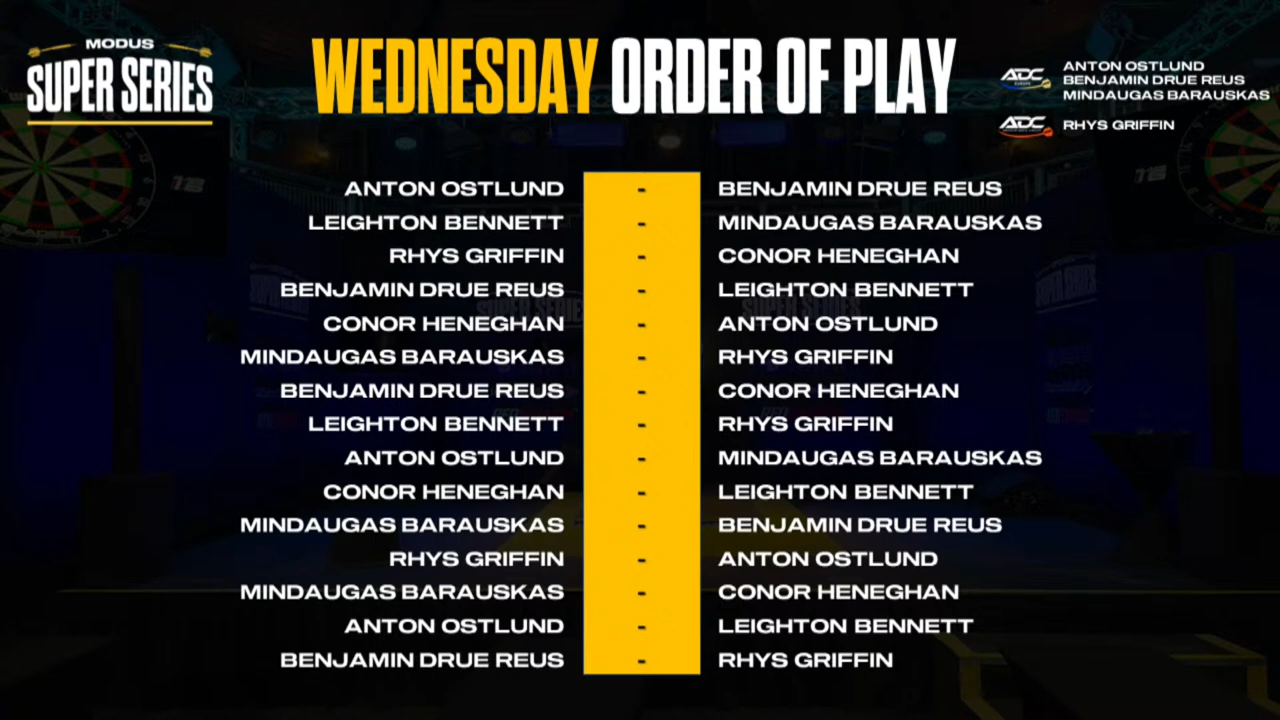 MODUS
SUPER SERIES
WEDNESDAY ORDER OF PLAY
ADC ANTON OSTLUND
BENJAMIN DRUE REUS
MINDAUGAS BARAUSKAS
ADC RHYS GRIFFIN
ANTON OSTLUND - BENJAMIN DRUE REUS
LEIGHTON BENNETT - MINDAUGAS BARAUSKAS
RHYS GRIFFIN - CONOR HENEGHAN
BENJAMIN DRUE REUS - LEIGHTON BENNETT
CONOR HENEGHAN - ANTON OSTLUND
MINDAUGAS BARAUSKAS - RHYS GRIFFIN
BENJAMIN DRUE REUS - CONOR HENEGHAN
LEIGHTON BENNETT - RHYS GRIFFIN
ANTON OSTLUND - MINDAUGAS BARAUSKAS
CONOR HENEGHAN - LEIGHTON BENNETT
MINDAUGAS BARAUSKAS - BENJAMIN DRUE REUS
RHYS GRIFFIN - ANTON OSTLUND
MINDAUGAS BARAUSKAS - CONOR HENEGHAN
ANTON OSTLUND - LEIGHTON BENNETT
BENJAMIN DRUE REUS - RHYS GRIFFIN